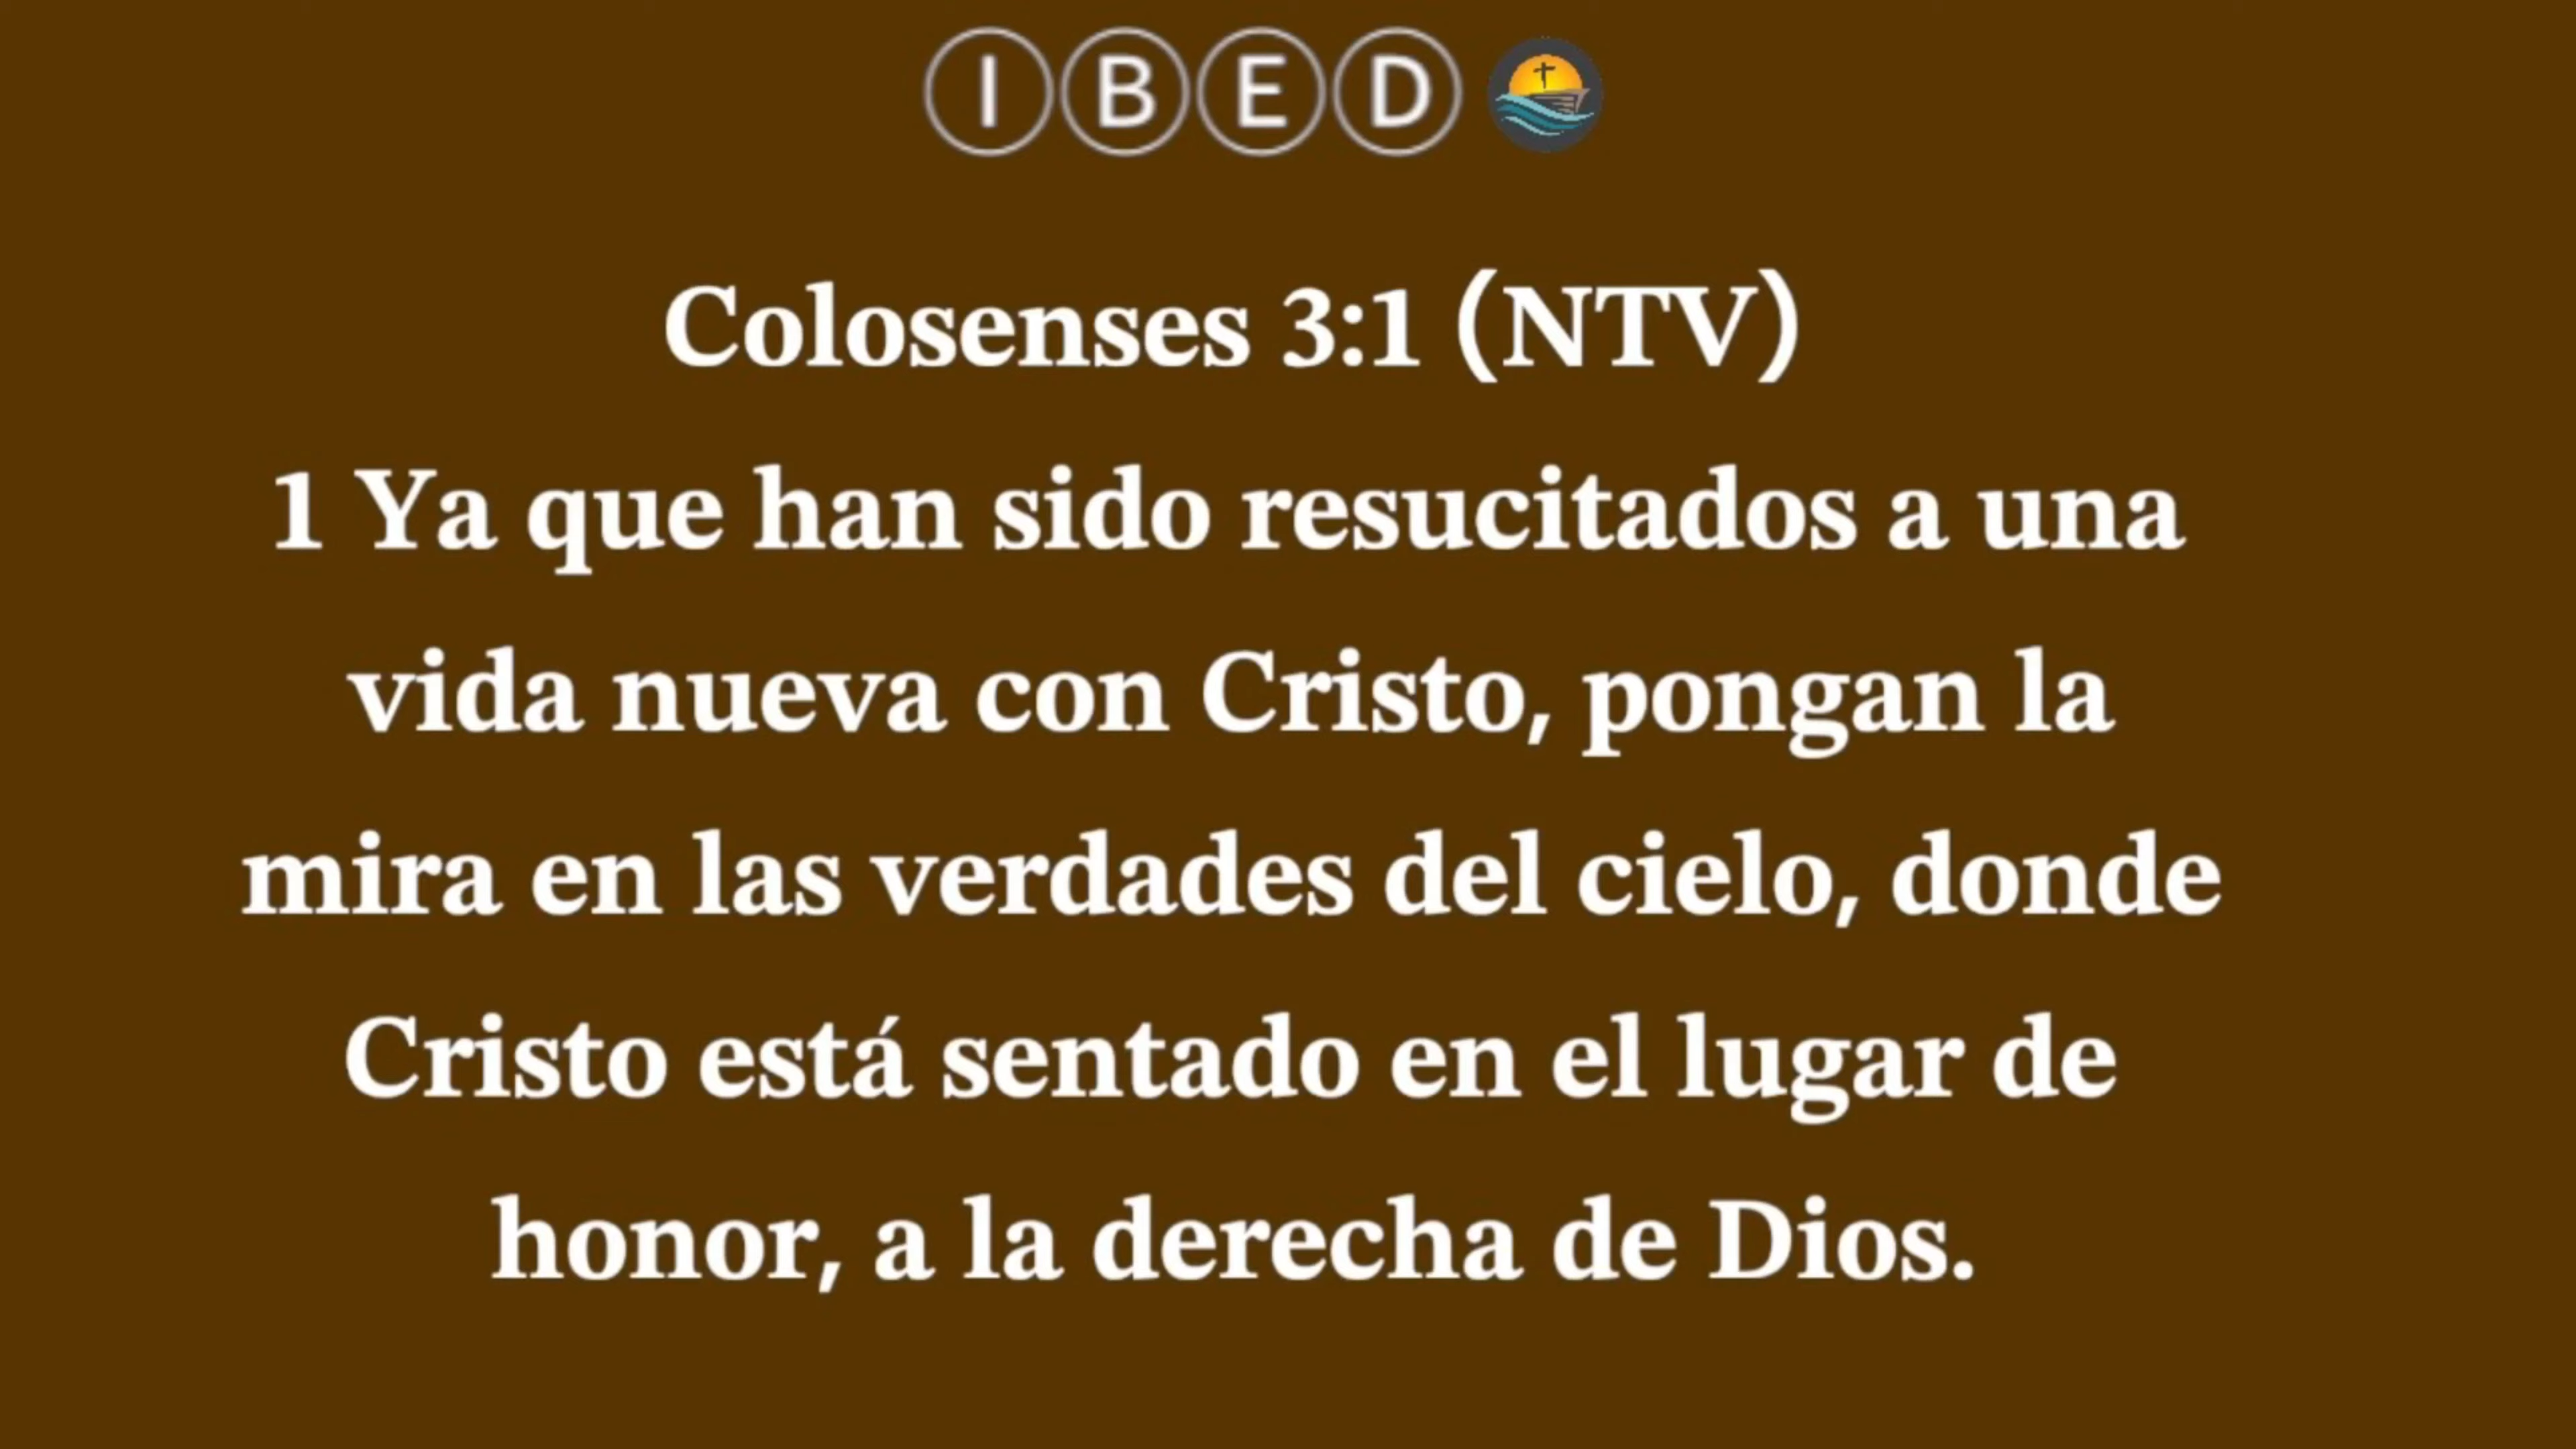 I B E D
Colosenses 3:1 (NTV)
1 Ya que han sido resucitados a una
vida nueva con Cristo, pongan la
mira en las verdades del cielo, donde
Cristo está sentado en el lugar de
honor, a la derecha de Dios.